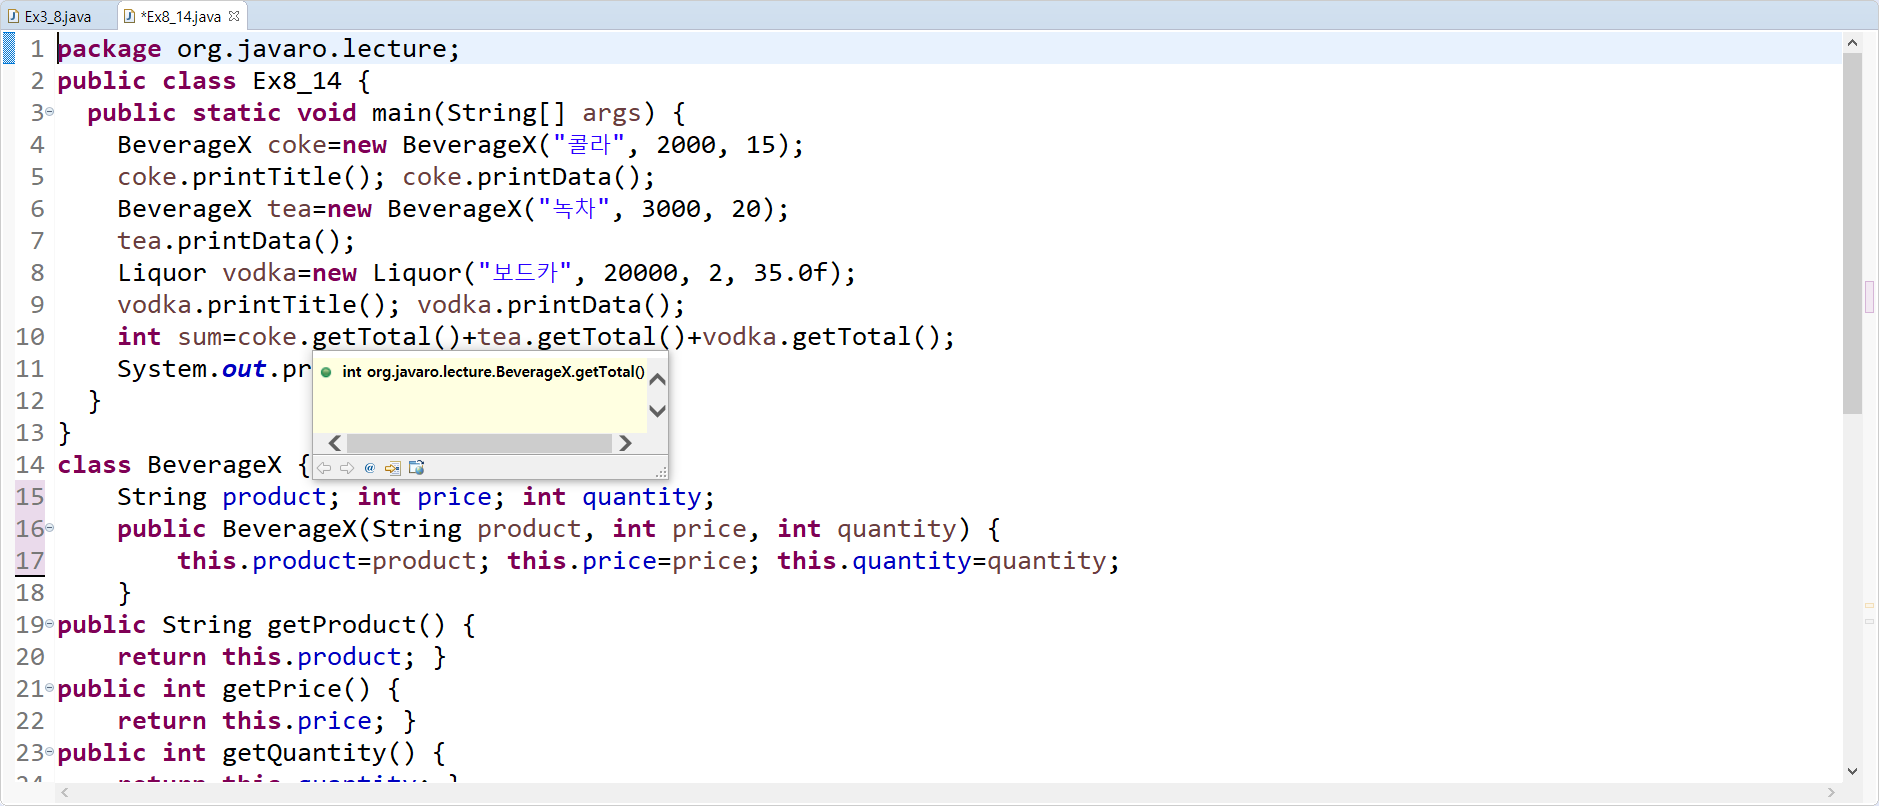 Ex3_8.java *Ex8_14.java
1 package org.javaro.lecture;
2 public class Ex8_14 {
3 public static void main(String[] args) {
4 BeverageX coke=new BeverageX("콜라", 2000, 15);
5 coke.printTitle(); coke.printData();
6 BeverageX tea=new BeverageX("녹차", 3000, 20);
7 tea.printData();
8 Liquor vodka=new Liquor("보드카", 20000, 2, 35.0f);
9 vodka.printTitle(); vodka.printData();
10 int sum=coke.getTotal()+tea.getTotal()+vodka.getTotal();
11 System.out.pr
int org.javaro.lecture.BeverageX.getTotal()
12 }
13 }
14 class BeverageX {
15 String product; int price; int quantity;
16 public BeverageX(String product, int price, int quantity) {
17 this.product=product; this.price=price; this.quantity=quantity;
18 }
19 public String getProduct() {
20 return this.product; }
21 public int getPrice() {
22 return this.price; }
23 public int getQuantity() {
24 return this.quantity; }